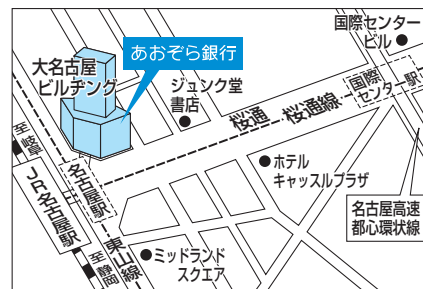 国際センター
ビル
あおぞら銀行
大名古屋
ビルヂング
ジュンク堂
書店
国際
センター
駅
桜通
桜通線
至岐阜
名古屋駅
JR名古屋駅
ホテル
キャッスルプラザ
名古屋高速
都心環状線
東山線
至静岡
ミッドランド
スクエア